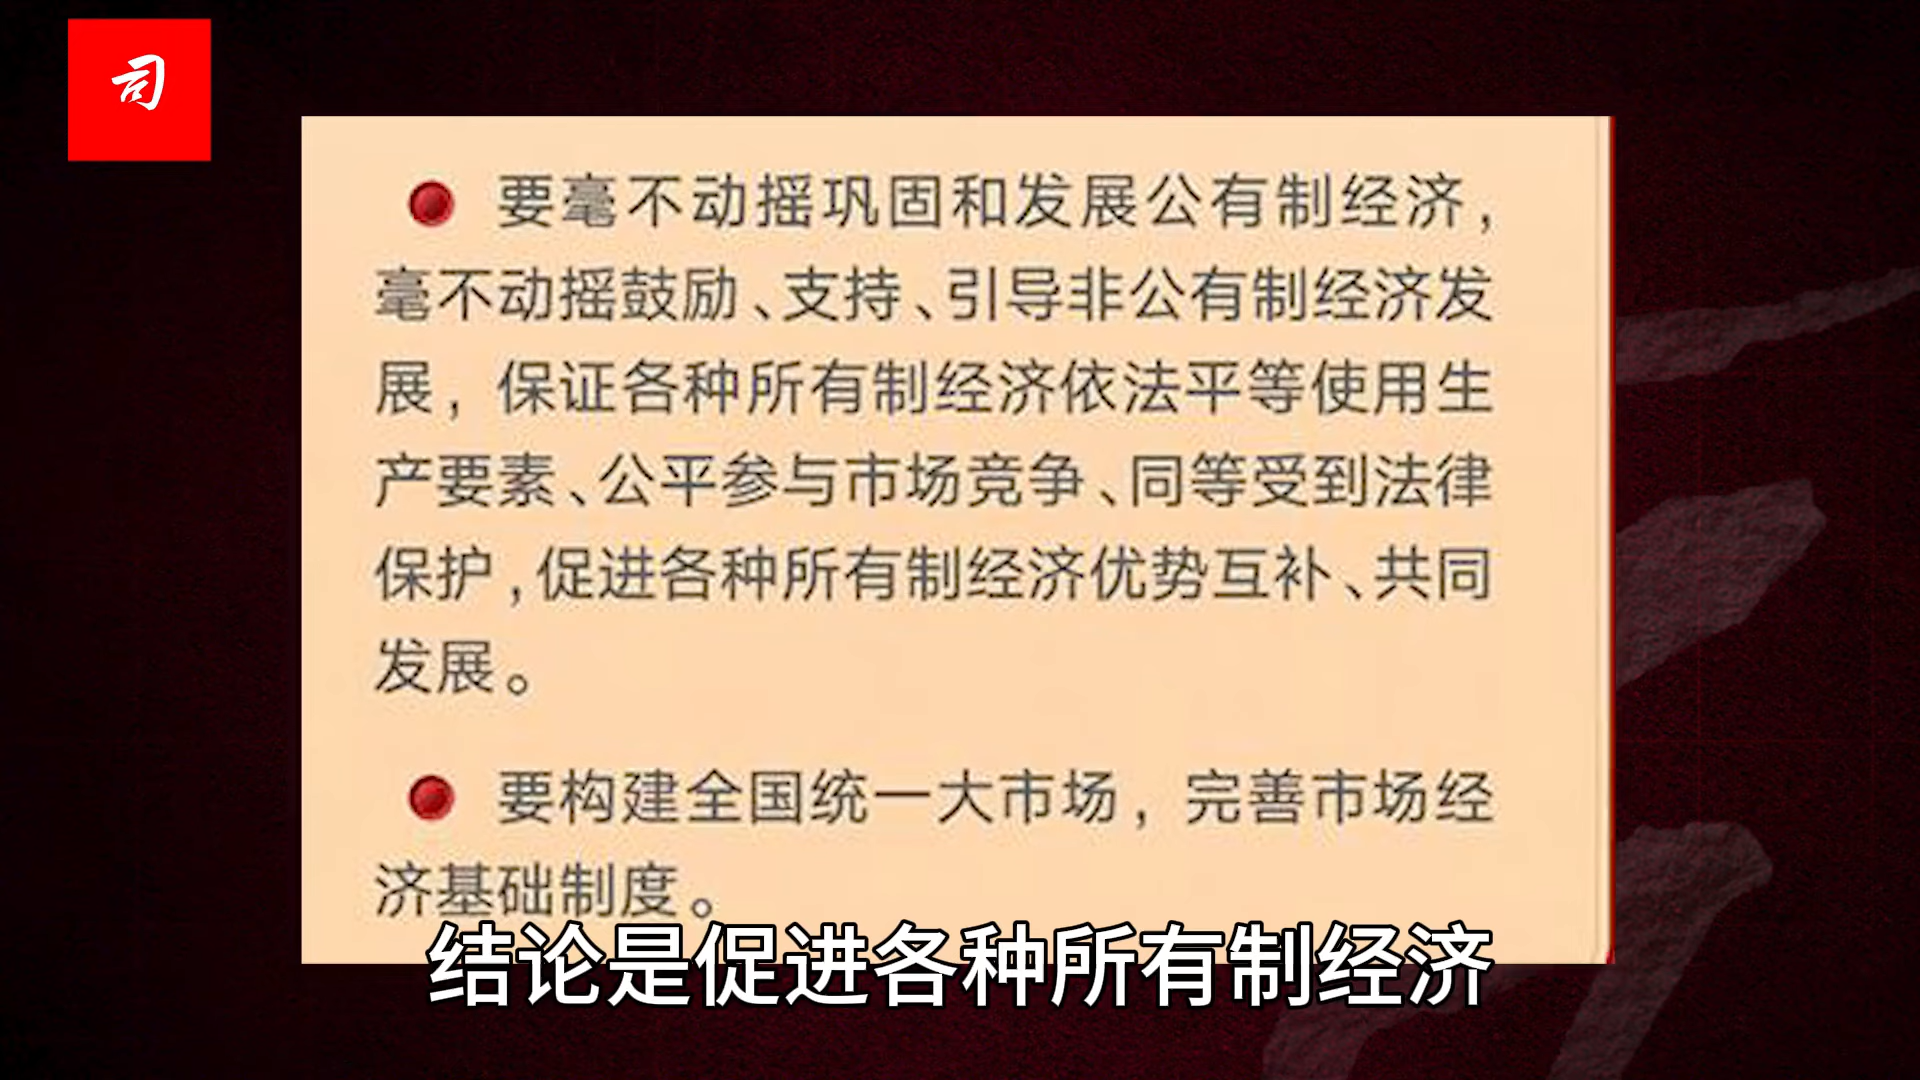 司
要毫不动摇巩固和发展公有制经济，
毫不动摇鼓励、支持、引导非公有制经济发
展，保证各种所有制经济依法平等使用生
产要素、公平参与市场竞争、同等受到法律
保护，促进各种所有制经济优势互补、共同
发展。
要构建全国统一大市场，完善市场经
济基础制度。
结论是促进各种所有制经济